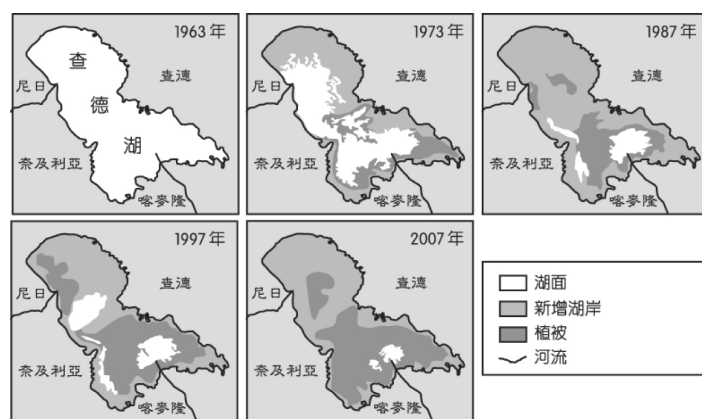 1963年
查
德
湖
尼日
查德
奈及利亞
喀麥隆
1973年
尼日
查德
奈及利亞
喀麥隆
1987年
尼日
查德
奈及利亞
喀麥隆
1997年
尼日
查德
奈及利亞
喀麥隆
2007年
尼日
查德
奈及利亞
喀麥隆
湖面
新增湖岸
植被
河流